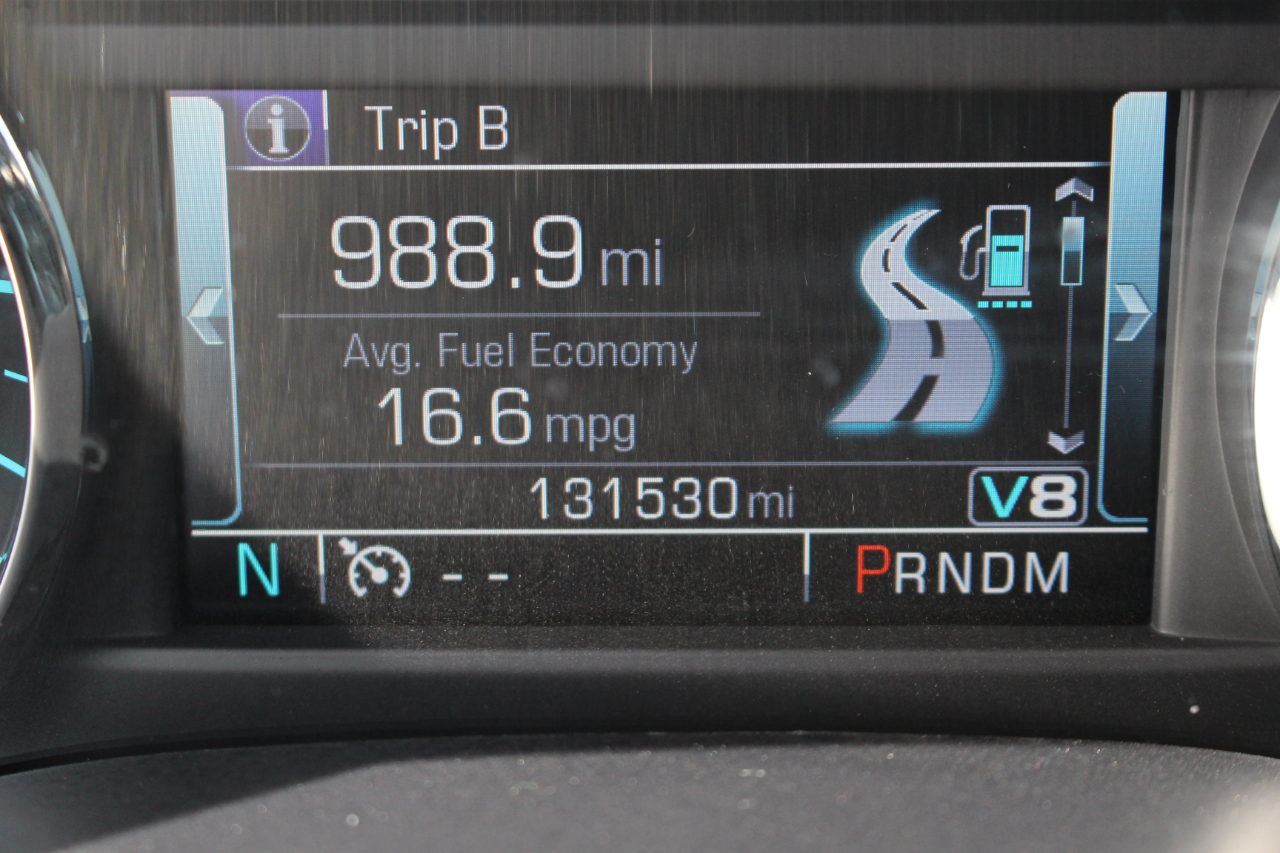 i Trip B
988.9 mi
Avg. Fuel Economy
16.6 mpg
131530 mi V8
N -- PRNDM